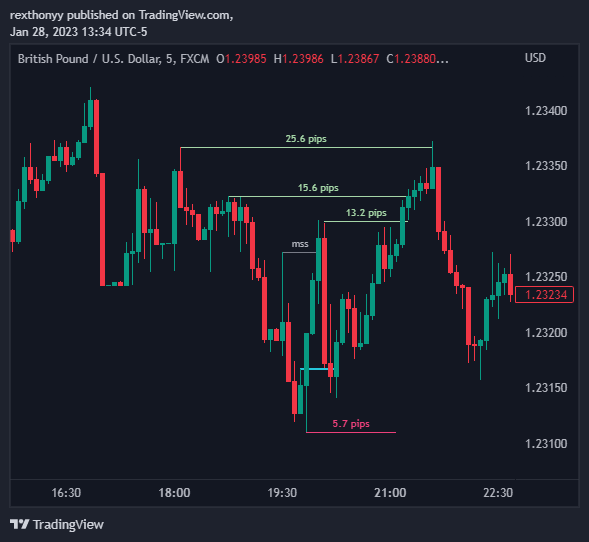 rexthonyy published on TradingView.com,
Jan 28, 2023 13:34 UTC-5
British Pound / U.S. Dollar, 5, FXCM O1.23985 H1.23986 L1.23867 C1.23880...
USD
1.23400
25.6 pips
1.23350
15.6 pips
13.2 pips
1.23300
mss
1.23250
1.23234
1.23200
1.23150
5.7 pips
1.23100
16:30 18:00 19:30 21:00 22:30
TradingView